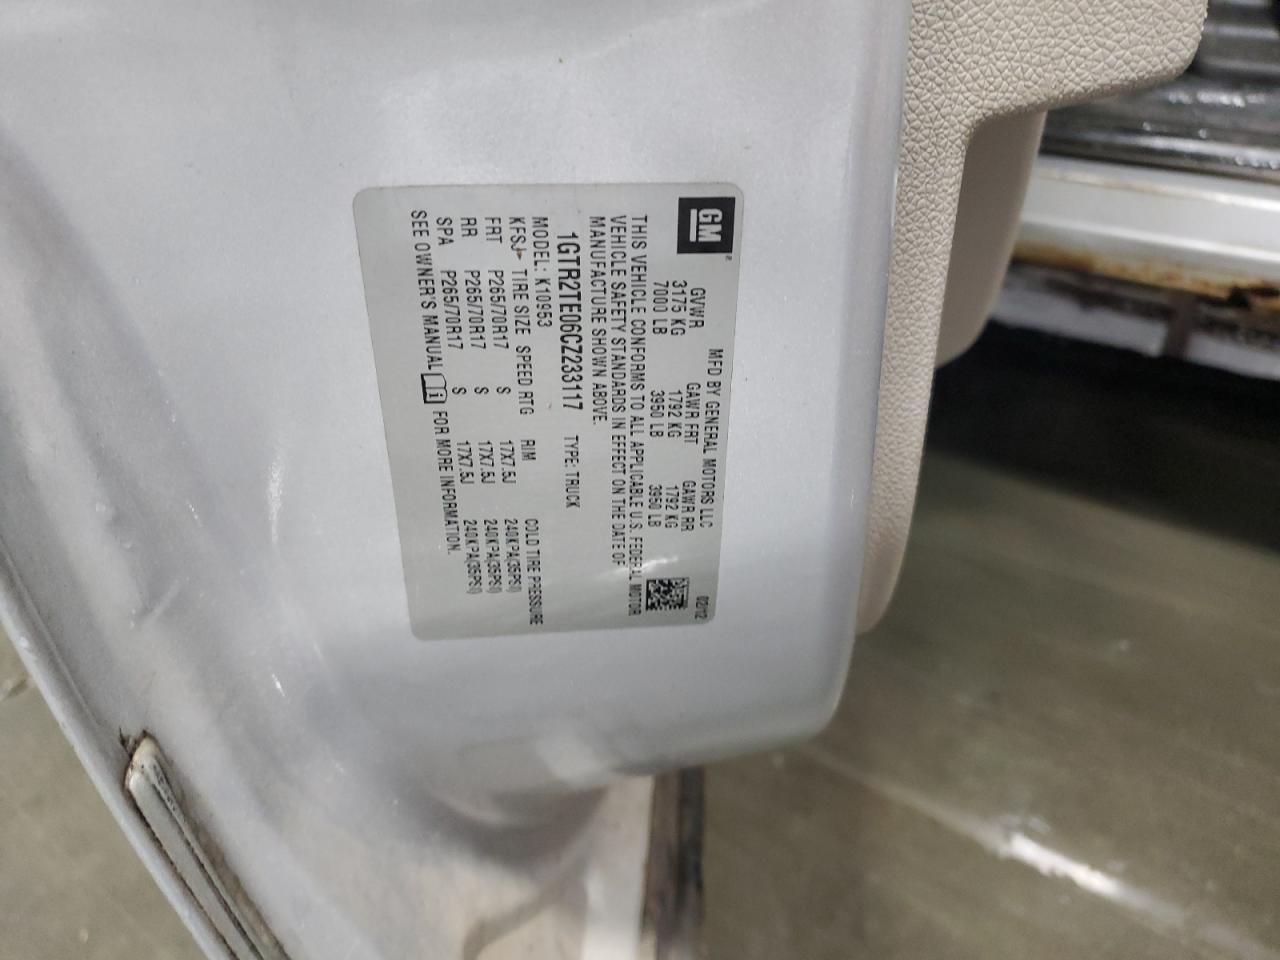 GM
MFD BY GENERAL MOTORS LLC 02/12
GVWR GAWR FRT GAWR RR
3175 KG 1792 KG 1792 KG
7000 LB 3950 LB 3950 LB
THIS VEHICLE CONFORMS TO ALL APPLICABLE U.S. FEDERAL MOTOR
VEHICLE SAFETY STANDARDS IN EFFECT ON THE DATE OF
MANUFACTURE SHOWN ABOVE.
1GTR2TE06CZ233117 TYPE: TRUCK
MODEL: K10953
KFSJ TIRE SIZE SPEED RTG RIM COLD TIRE PRESSURE
FRT P265/70R17 S 17X7.5J 240KPA(35PSI)
RR P265/70R17 S 17X7.5J 240KPA(35PSI)
SPA P265/70R17 S 17X7.5J 240KPA(35PSI)
SEE OWNER'S MANUAL FOR MORE INFORMATION.